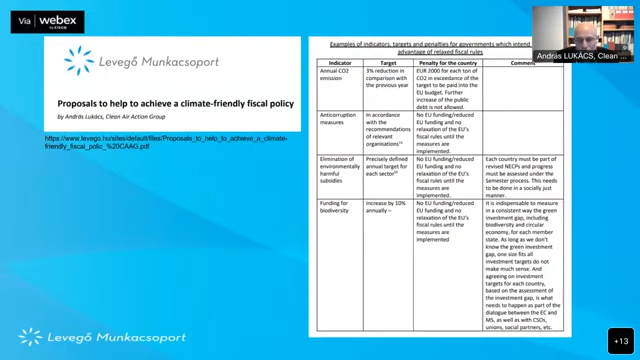 Via webex
by CISCO
Levegő Munkacsoport
Proposals to help to achieve a climate-friendly fiscal policy
by András Lukács, Clean Air Action Group
https://www.levego.hu/sites/default/files/Proposals_to_help_to_achieve_a_climate-
friendly_fiscal_polic_%20CAAG.pdf
Levegő Munkacsoport
Examples of indicators, targets and penalties for governments which intend
advantage of relaxed fiscal rules
Indicator Target Penalty for the country Comment
Annual CO2
emission
3% reduction in
comparison with
the previous year
EUR 2000 for each ton of
CO2 in exceedance of the
target to be paid into the
EU budget. Further
increase of the public
debt is not allowed.
Anticorruption
measures
In accordance
with the
recommendations
of relevant
organisations
No EU funding/reduced
EU funding and no
relaxation of the EU's
fiscal rules until the
measures are
implemented.
Elimination of
environmentally
harmful
subsidies
Precisely defined
annual target for
each sector
No EU funding/reduced
EU funding and no
relaxation of the EU's
fiscal rules until the
measures are
implemented.
Each country must be part of
revised NECPs and progress
must be assessed under the
Semester process. This needs
to be done in a socially just
manner.
Funding for
biodiversity
Increase by 10%
annually –
No EU funding/reduced
EU funding and no
relaxation of the EU's
fiscal rules until the
measures are
implemented
It is indispensable to measure
in a consistent way the green
investment gap, including
biodiversity and circular
economy, for each member
state. As long as we don't
know the green investment
gap, one size fits all
investment targets do not
make much sense. And
agreeing on investment
targets for each country,
based on the assessment of
the investment gap, is what
needs to happen as part of the
dialogue between the EC and
MS, as well as with CSOs,
unions, social partners, etc.
András LUKÁCS, Clean ...
+13